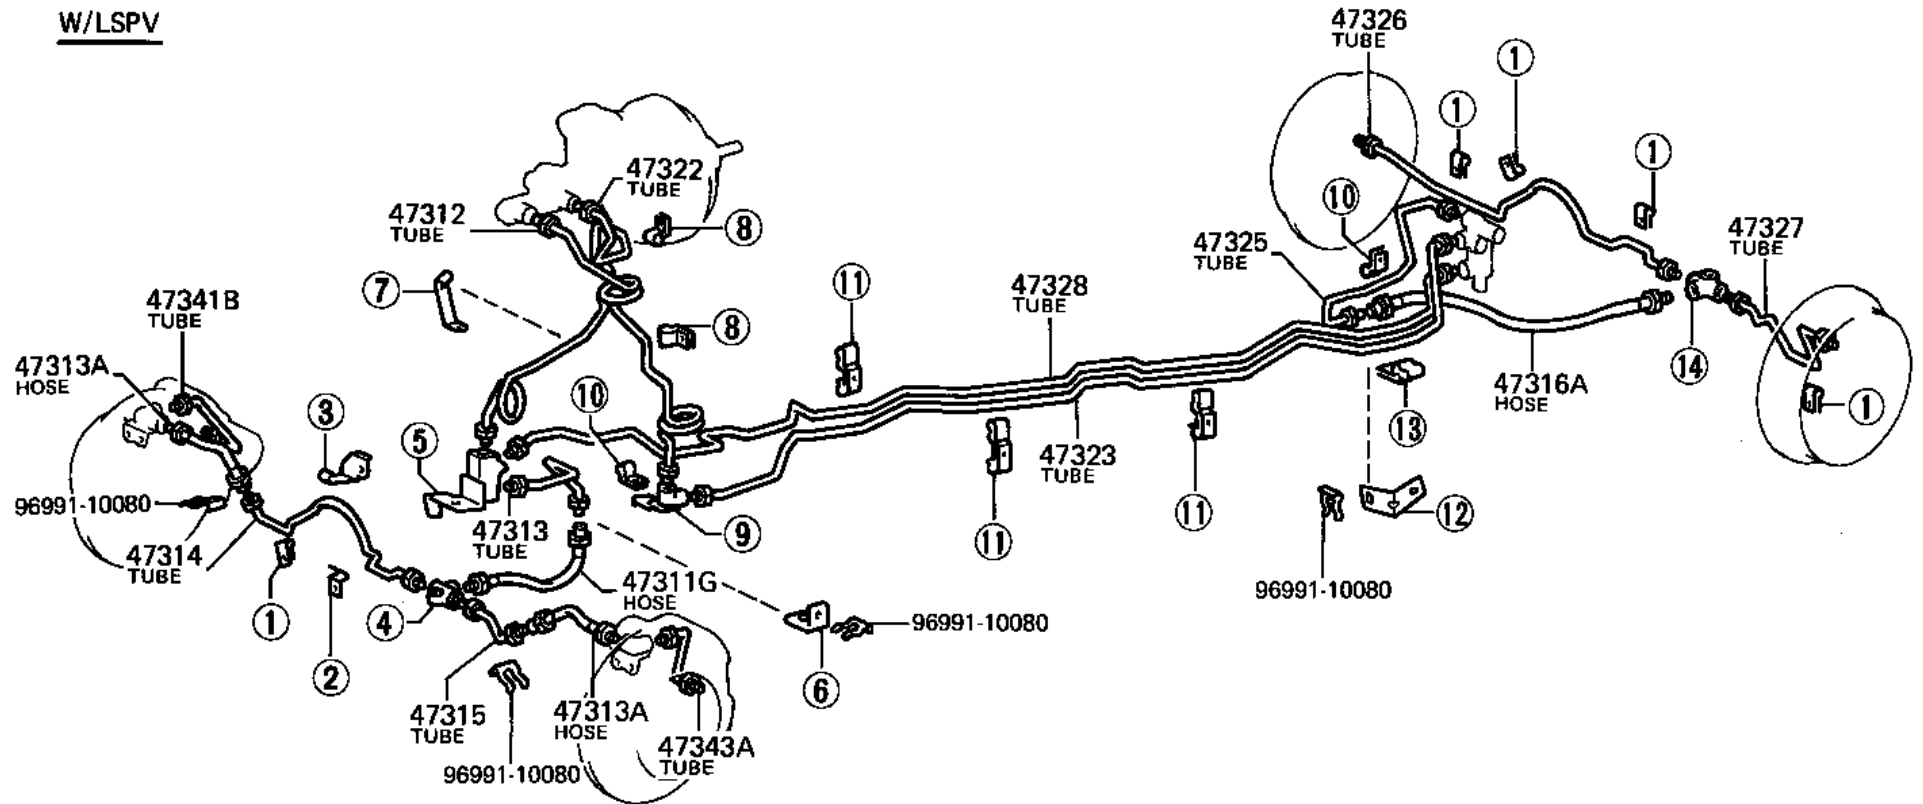 W/LSPV
47326
TUBE
1
1
1
47322
TUBE
8
47312
TUBE
10
47325
TUBE
47327
TUBE
7
11
47328
TUBE
47341B
TUBE
8
47313A
HOSE
14
47316A
HOSE
1
3
10
5
13
47323
TUBE
96991-10080
47313
TUBE
9
11
11
12
47314
TUBE
47311G
HOSE
96991-10080
1
4
96991-10080
2
6
47315
TUBE
47313A
HOSE
47343A
TUBE
96991-10080